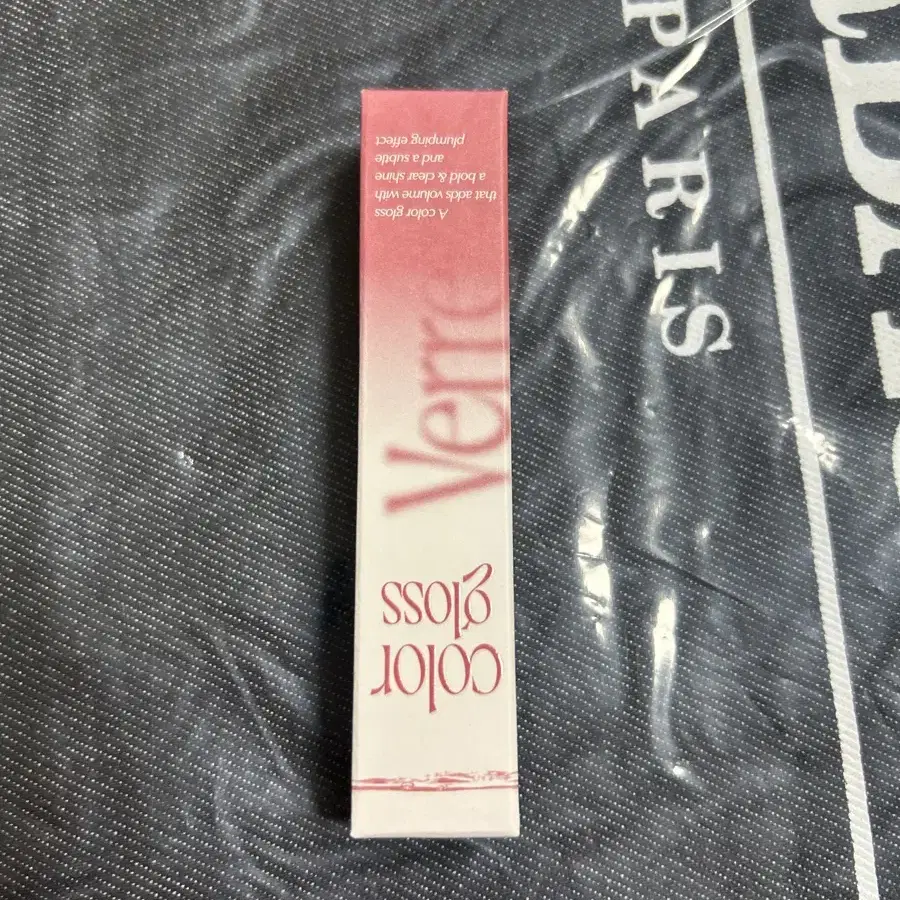 color
gloss
Verre
A color gloss
that adds volume with
a bold & clear shine
and a subtle
plumping effect
PARIS